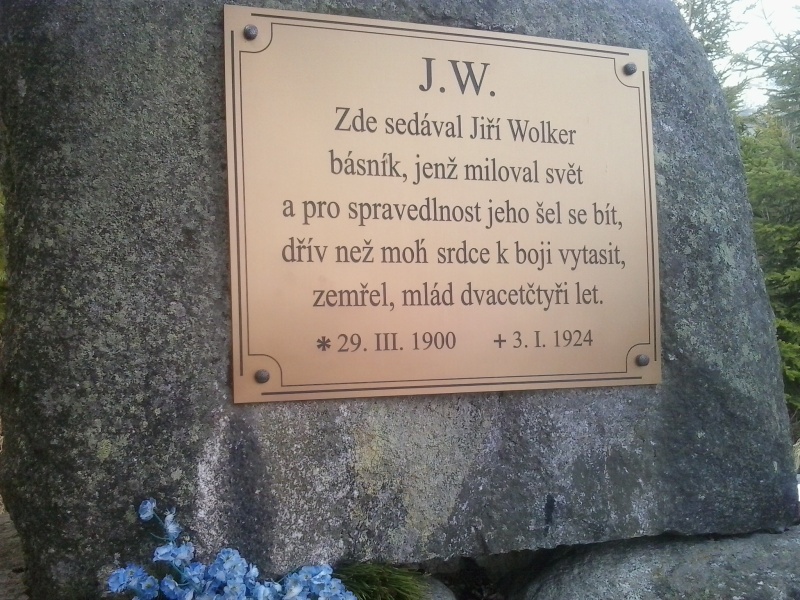 J.W.
Zde sedával Jiří Wolker
básník, jenž miloval svět
a pro spravedlnost jeho šel se bít,
dřív než moh́ srdce k boji vytasit,
zemřel, mlád dvacetčtyři let.
* 29. III. 1900 + 3. I. 1924